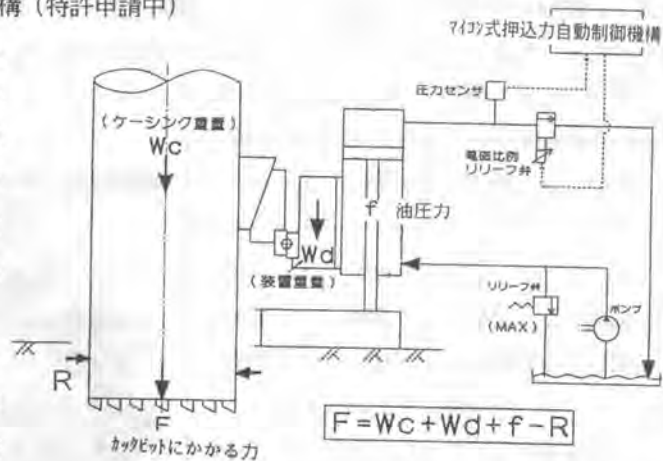 構（特許申請中）
マイコン式押込力自動制御機構
圧力センサ
（ケーシング重量）
Wc
電磁比例
リリーフ弁
f 油圧力
Wd
（装置重量）
リリーフ弁
（MAX）
ポンプ
R
F
F=Wc+Wd+f-R
カッタビットにかかる力